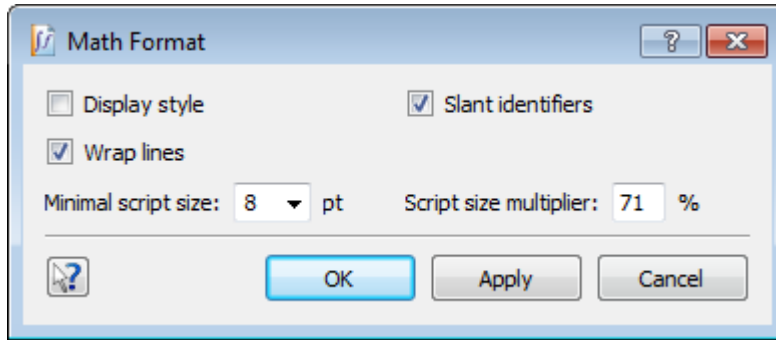 Math Format
Display style
Slant identifiers
Wrap lines
Minimal script size: 8 pt
Script size multiplier: 71 %
OK
Apply
Cancel